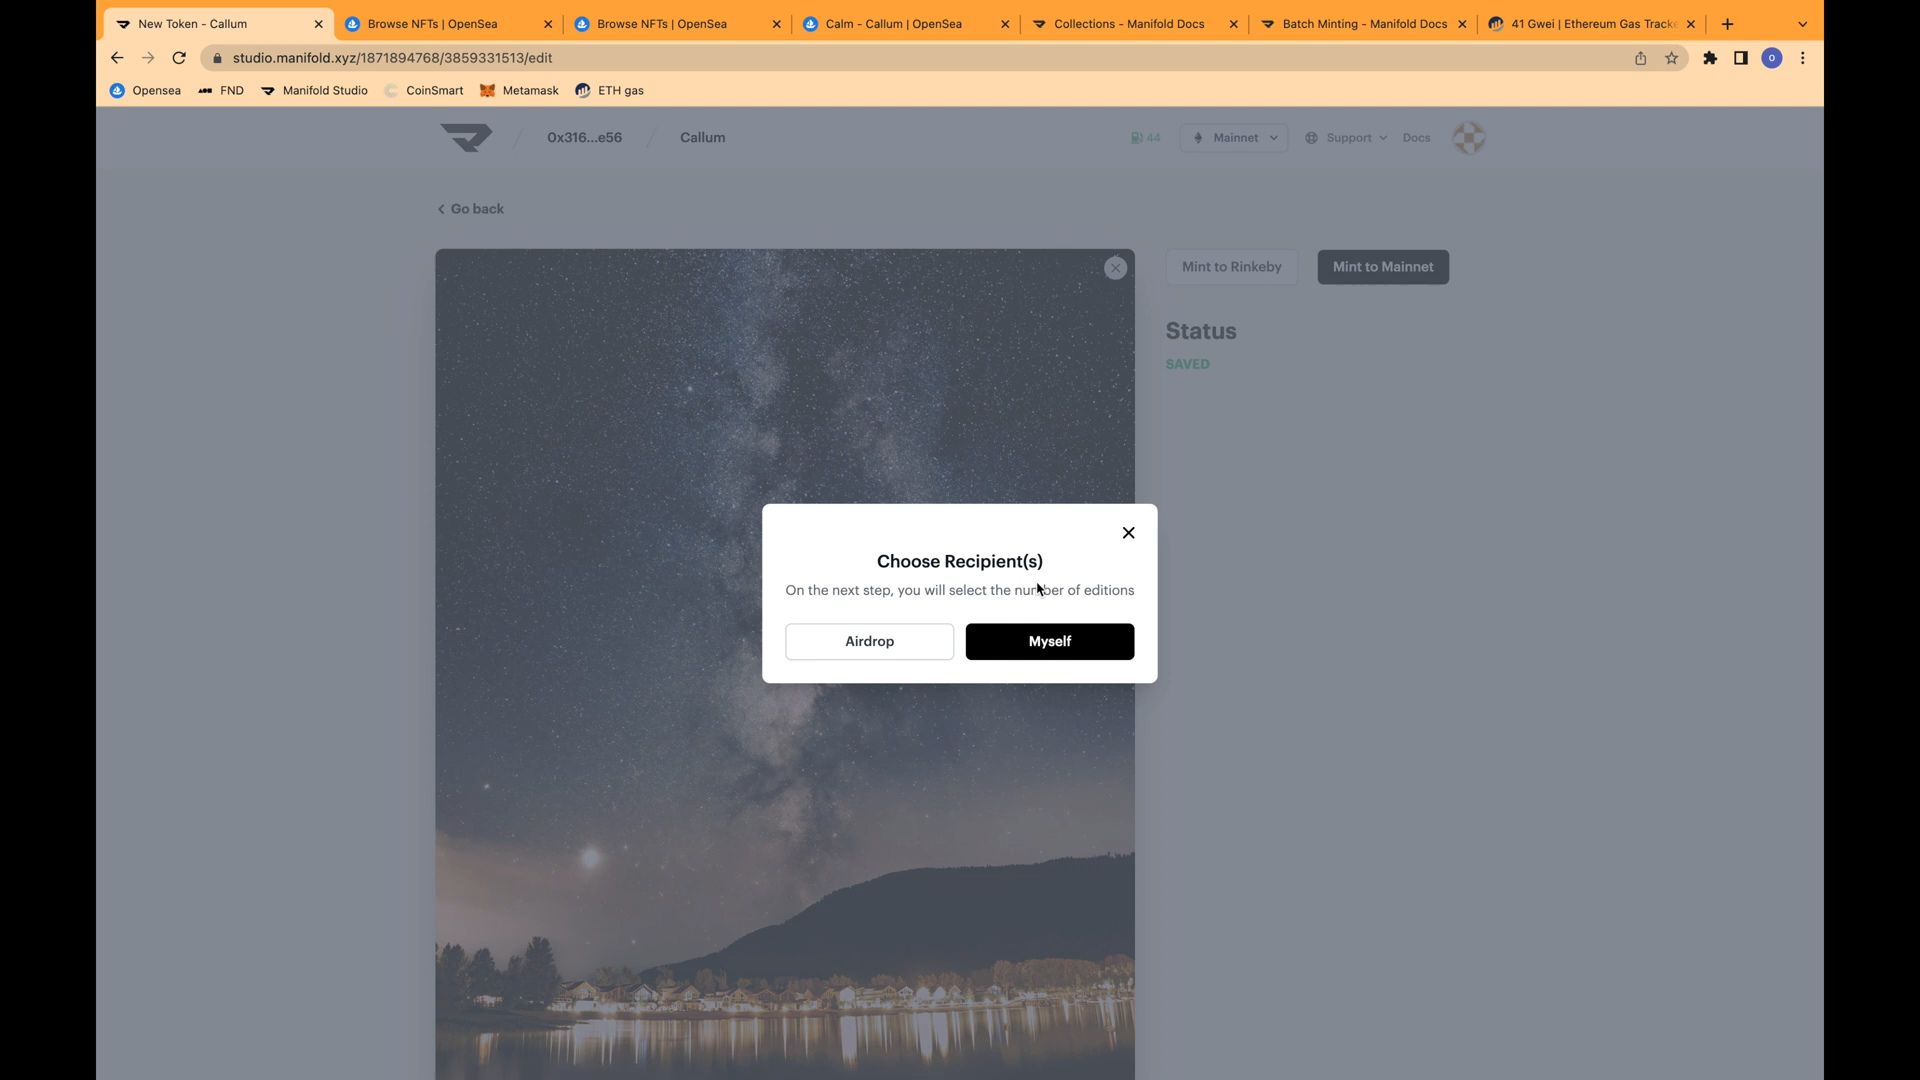 New Token - Callum
Browse NFTs | OpenSea
Browse NFTs | OpenSea
Calm - Callum | OpenSea
Collections - Manifold Docs
Batch Minting - Manifold Docs
41 Gwei | Ethereum Gas Tracke
studio.manifold.xyz/1871894768/3859331513/edit
O
Opensea
FND
Manifold Studio
CoinSmart
Metamask
ETH gas
0x316...e56 / Callum
44
Mainnet
Support
Docs
Go back
Mint to Rinkeby
Mint to Mainnet
Status
SAVED
Choose Recipient(s)
On the next step, you will select the number of editions
Airdrop
Myself